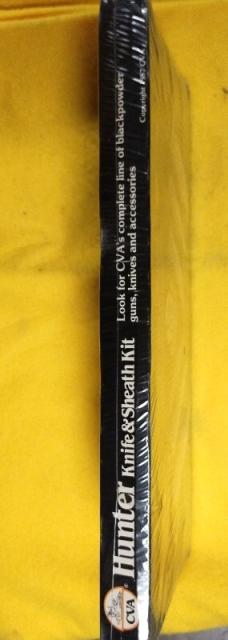 CVA
Hunter Knife & Sheath Kit
Look for CVA's complete line of blackpowder
guns, knives and accessories
Copyright